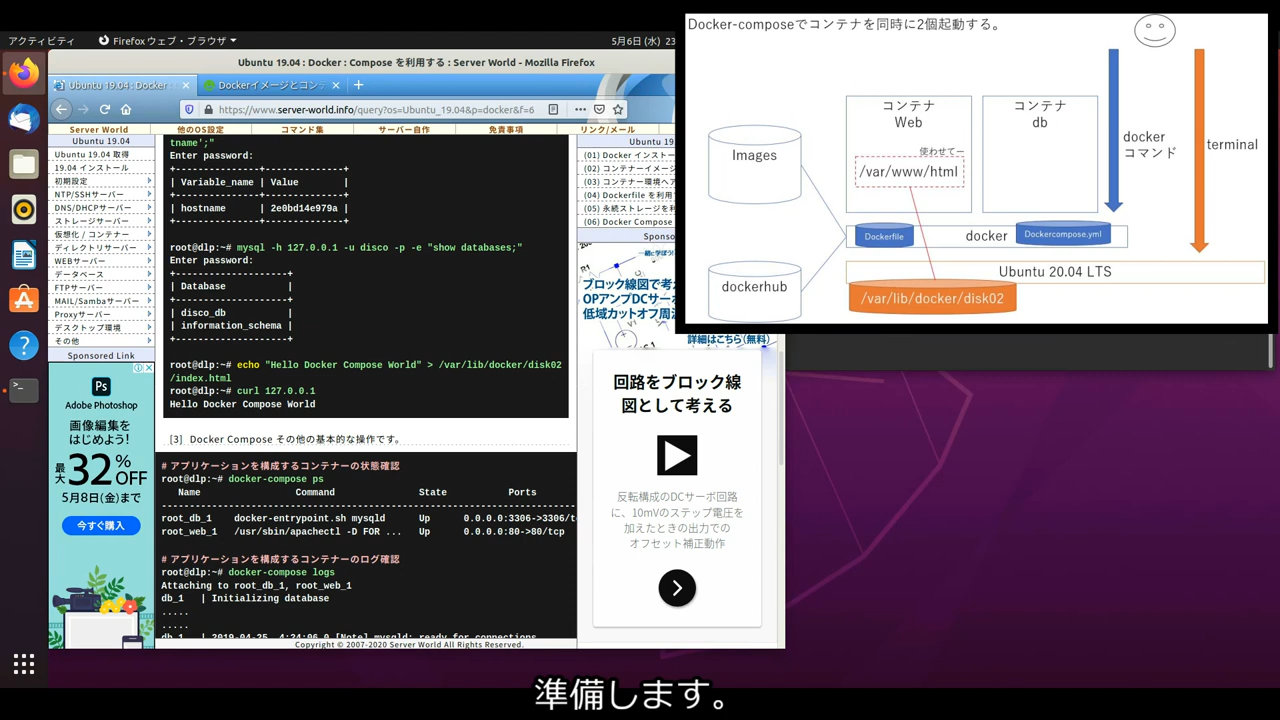 アクティビティ
Firefox ウェブ・ブラウザ
5月6日 (水) 23
Ubuntu 19.04 : Docker : Compose を利用する : Server World - Mozilla Firefox
Ubuntu 19.04 : Docker
Dockerイメージとコンテ
https://www.server-world.info/query?os=Ubuntu_19.04&p=docker&f=6
Server World
他のOS設定
コマンド集
サーバー自作
免責事項
リンク/メール
Ubuntu 19.04
Ubuntu 19.04 取得
19.04 インストール
初期設定
NTP/SSHサーバー
DNS/DHCPサーバー
ストレージサーバー
仮想化 / コンテナー
ディレクトリサーバー
WEBサーバー
データベース
FTPサーバー
MAIL/Sambaサーバー
Proxyサーバー
デスクトップ環境
その他
Sponsored Link
Ps
Adobe Photoshop
画像編集を
はじめよう!
最大32%OFF
5月8日(金)まで
今すぐ購入
tname';"
Enter password:
+---------------+--------------+
| Variable_name | Value        |
+---------------+--------------+
| hostname      | 2e0bd14e979a |
+---------------+--------------+
root@dlp:~# mysql -h 127.0.0.1 -u disco -p -e "show databases;"
Enter password:
+--------------------+
| Database           |
+--------------------+
| disco_db           |
| information_schema |
+--------------------+
root@dlp:~# echo "Hello Docker Compose World" > /var/lib/docker/disk02
/index.html
root@dlp:~# curl 127.0.0.1
Hello Docker Compose World
[3] Docker Compose その他の基本的な操作です。
# アプリケーションを構成するコンテナーの状態確認
root@dlp:~# docker-compose ps
Name Command State Ports
root_db_1 docker-entrypoint.sh mysqld Up 0.0.0.0:3306->3306/t
root_web_1 /usr/sbin/apachectl -D FOR ... Up 0.0.0.0:80->80/tcp
# アプリケーションを構成するコンテナーのログ確認
root@dlp:~# docker-compose logs
Attaching to root_db_1, root_web_1
db_1 | Initializing database
.....
.....
db_1 | 2019-04-25 4:24:06 0 [Note] mysqld: ready for connections
Copyright © 2007-2020 Server World All Rights Reserved.
Ubuntu 19
(01) Docker インストー
(02) コンテナーイメー
(03) コンテナー環境へア
(04) Dockerfile を利用
(05) 永続ストレージを利
(06) Docker Compose
Sponso
ブロック線図で考
OPアンプDCサー
低域カットオフ周
詳細はこちら(無料)
回路をブロック線
図として考える
反転構成のDCサーボ回路
に、10mVのステップ電圧を
加えたときの出力での
オフセット補正動作
Docker-composeでコンテナを同時に2個起動する。
コンテナ
Web
コンテナ
db
使わせてー
/var/www/html
Images
dockerhub
Dockerfile
docker
Dockercompose.yml
Ubuntu 20.04 LTS
/var/lib/docker/disk02
docker
コマンド
terminal
準備します。